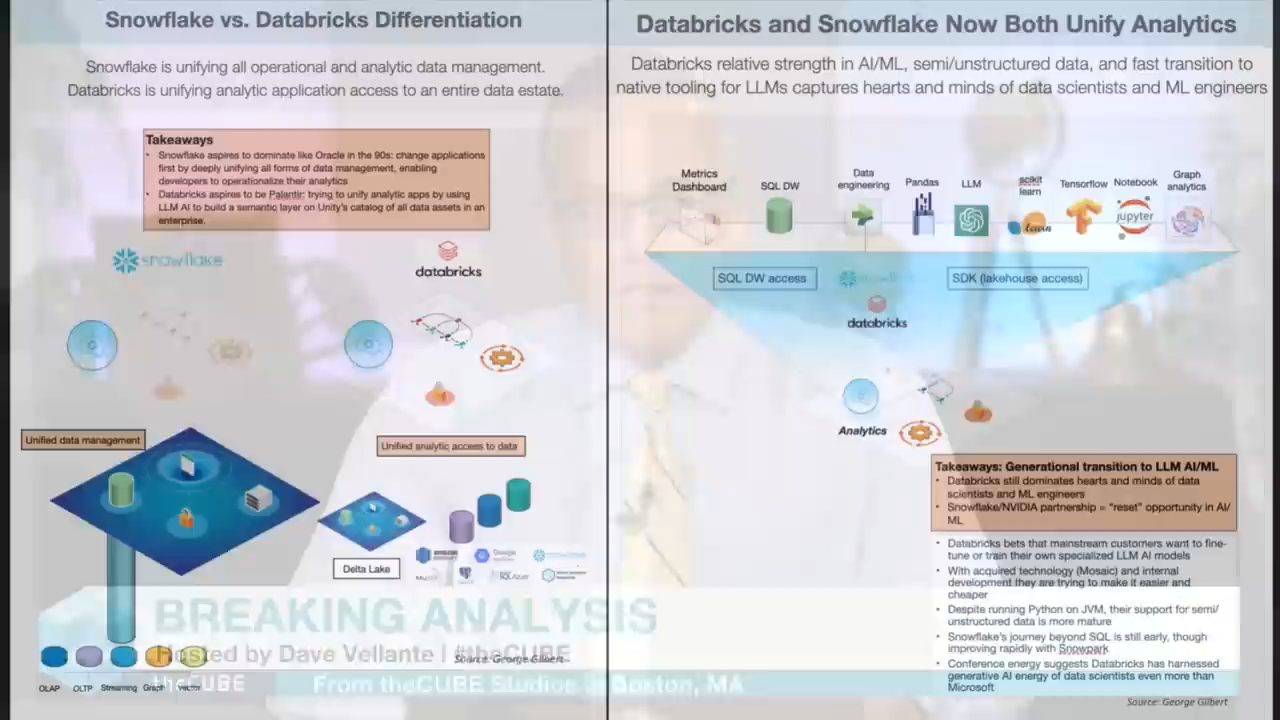 Snowflake vs. Databricks Differentiation
Snowflake is unifying all operational and analytic data management.
Databricks is unifying analytic application access to an entire data estate.
Takeaways
• Snowflake aspires to dominate like Oracle in the 90s: change applications
first by deeply unifying all forms of data management, enabling
developers to operationalize their analytics
• Databricks aspires to be Palantir: trying to unify analytic apps by using
LLM AI to build a semantic layer on Unity's catalog of all data assets in an
enterprise.
snowflake
databricks
Unified data management
Unified analytic access to data
Delta Lake
Google
SQL Azure
OLAP
OLTP
Streaming
Graph
Vector
Source: George Gilbert
BREAKING ANALYSIS
Hosted by Dave Vellante | #theCUBE
theCUBE
From theCUBE Studios in Boston, MA
Databricks and Snowflake Now Both Unify Analytics
Databricks relative strength in AI/ML, semi/unstructured data, and fast transition to
native tooling for LLMs captures hearts and minds of data scientists and ML engineers
Metrics
Dashboard
SQL DW
Data
engineering
Pandas
LLM
scikit
learn
Tensorflow
Notebook
Graph
analytics
jupyter
SQL DW access
snowflake
SDK (lakehouse access)
databricks
Analytics
Takeaways: Generational transition to LLM AI/ML
• Databricks still dominates hearts and minds of data
scientists and ML engineers
• Snowflake/NVIDIA partnership = "reset" opportunity in AI/
ML
• Databricks bets that mainstream customers want to fine-
tune or train their own specialized LLM AI models
• With acquired technology (Mosaic) and internal
development they are trying to make it easier and
cheaper
• Despite running Python on JVM, their support for semi/
unstructured data is more mature
• Snowflake's journey beyond SQL is still early, though
improving rapidly with Snowpark
• Conference energy suggests Databricks has harnessed
generative AI energy of data scientists even more than
Microsoft
Source: George Gilbert